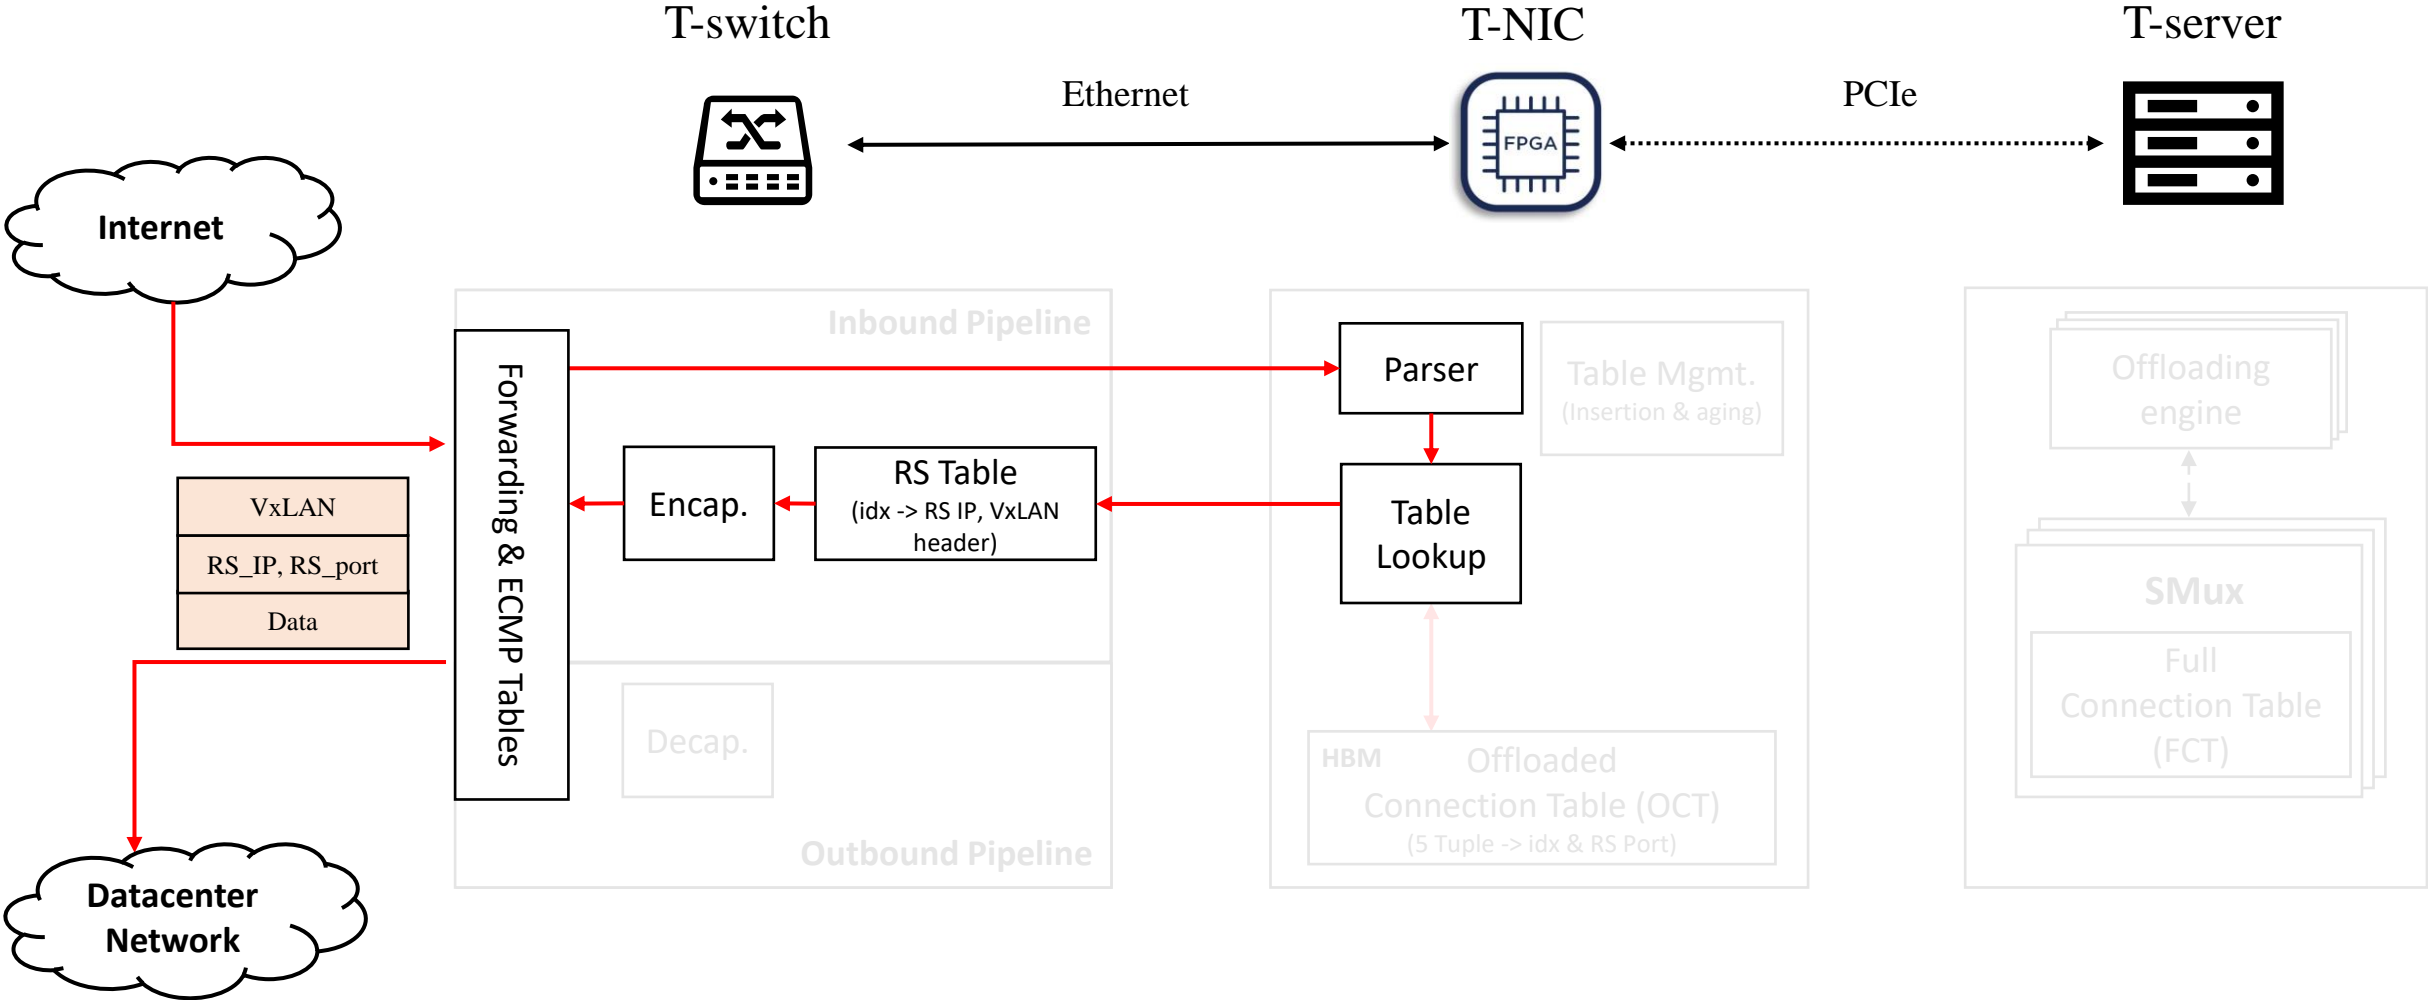 T-switch
T-NIC
T-server
Ethernet
PCIe
FPGA
Internet
Inbound Pipeline
Forwarding & ECMP Tables
Parser
Table Mgmt.
(Insertion & aging)
Offloading
engine
Encap.
RS Table
(idx -> RS IP, VxLAN
header)
Table
Lookup
VxLAN
RS_IP, RS_port
Data
SMux
Full
Connection Table
(FCT)
Decap.
HBM
Offloaded
Connection Table (OCT)
(5 Tuple -> idx & RS Port)
Outbound Pipeline
Datacenter
Network